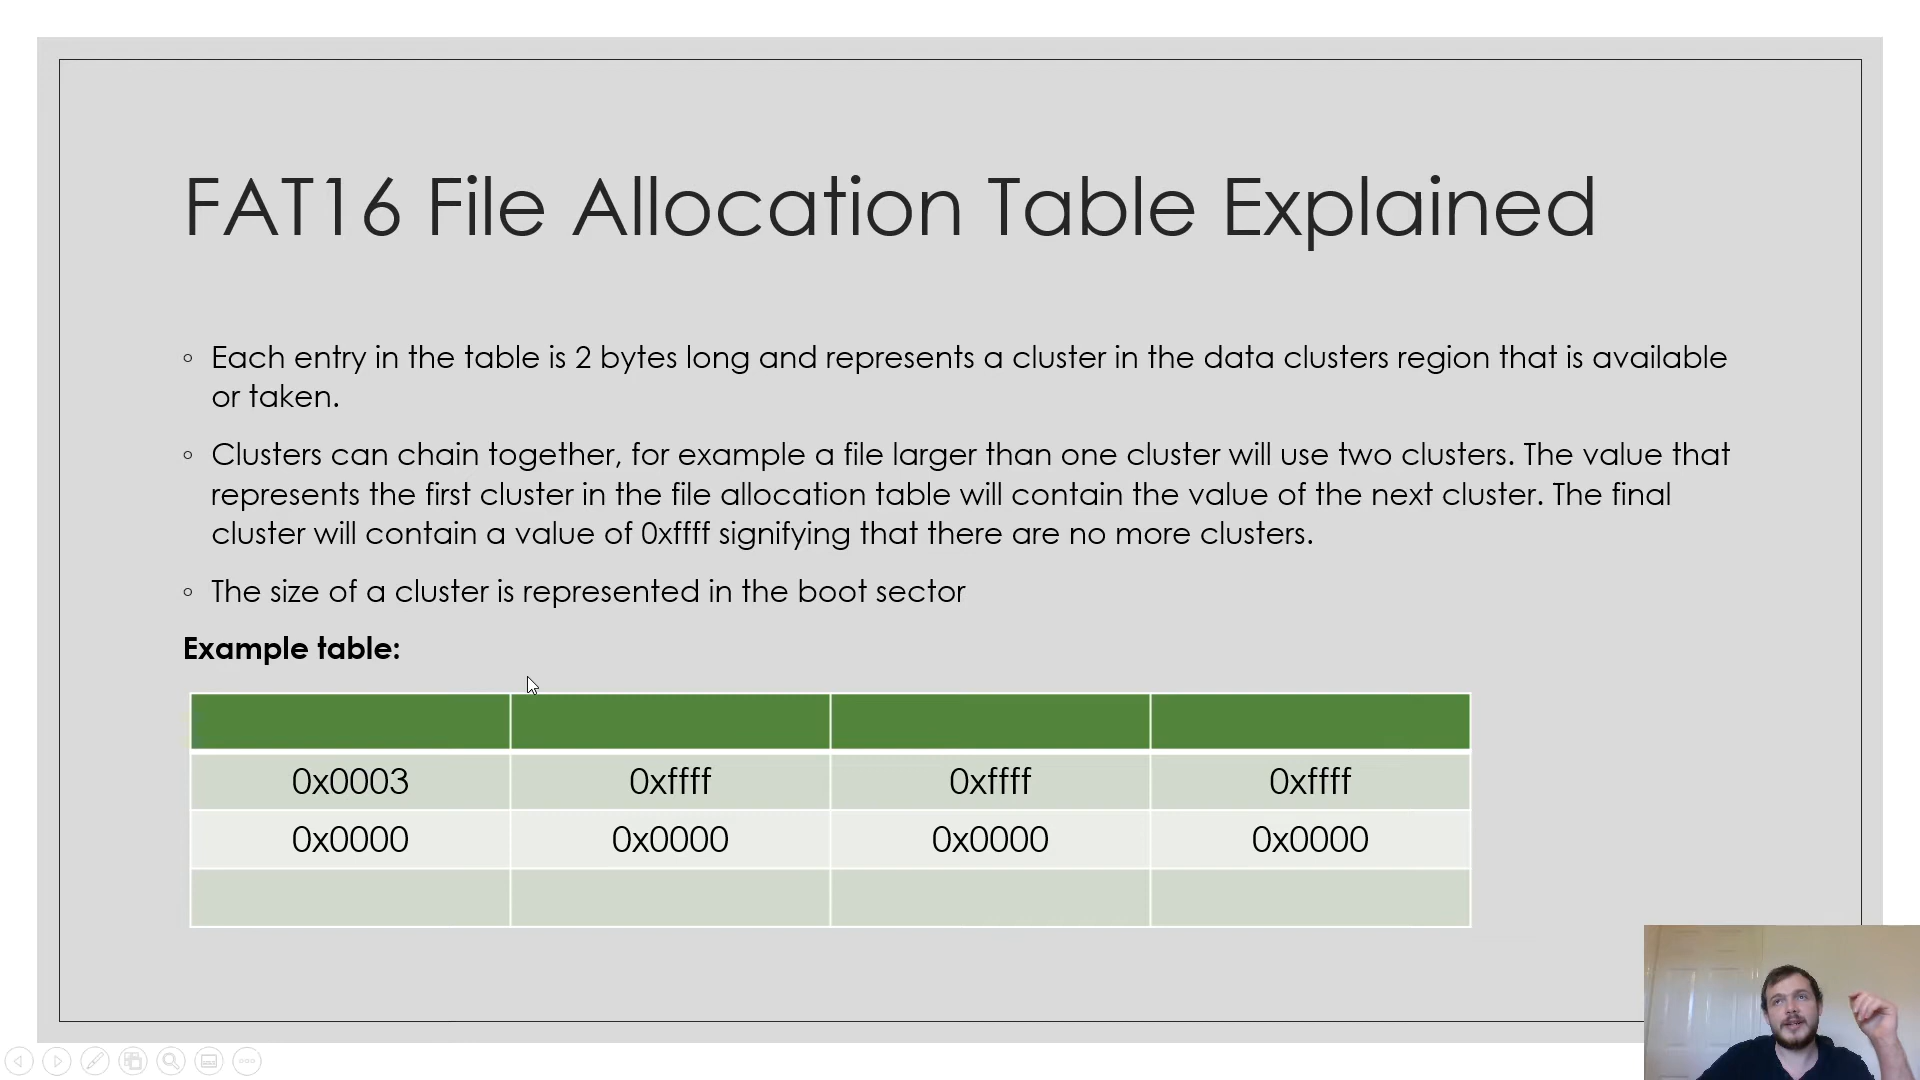 FAT16 File Allocation Table Explained
◦ Each entry in the table is 2 bytes long and represents a cluster in the data clusters region that is available
or taken.
◦ Clusters can chain together, for example a file larger than one cluster will use two clusters. The value that
represents the first cluster in the file allocation table will contain the value of the next cluster. The final
cluster will contain a value of 0xffff signifying that there are no more clusters.
◦ The size of a cluster is represented in the boot sector
Example table:
0x0003 0xffff 0xffff 0xffff
0x0000 0x0000 0x0000 0x0000